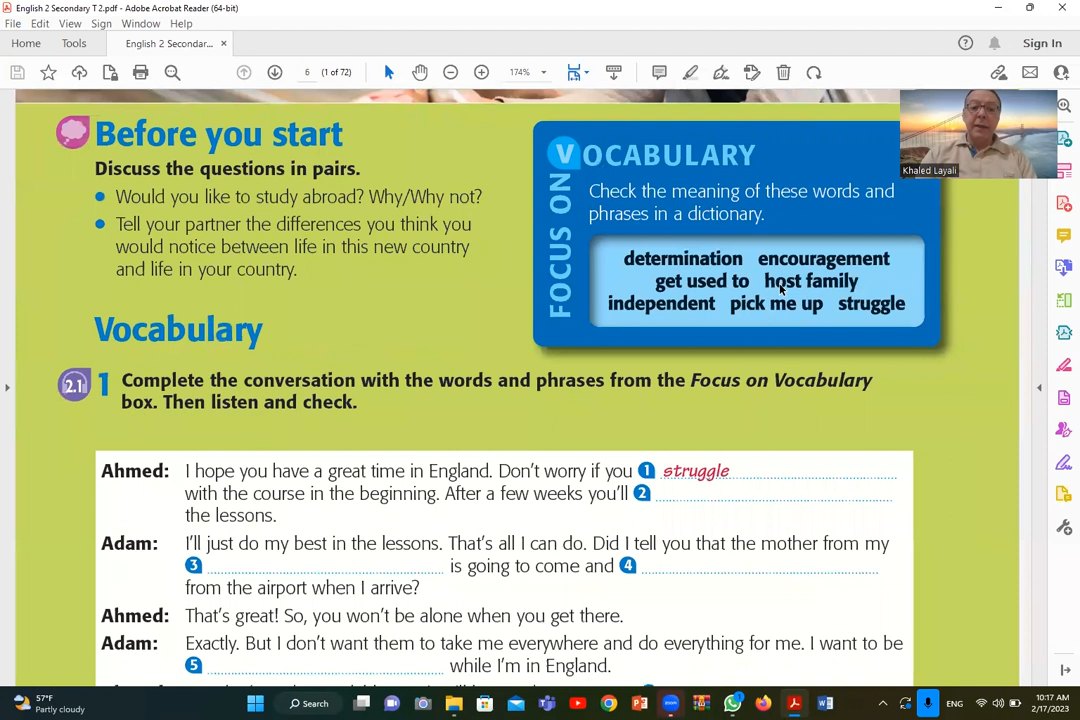 English 2 Secondary T 2.pdf - Adobe Acrobat Reader (64-bit)
File Edit View Sign Window Help
Home Tools English 2 Secondar... × Sign In
6 (1 of 72) 174%
Before you start
Discuss the questions in pairs.
Would you like to study abroad? Why/Why not?
Tell your partner the differences you think you
would notice between life in this new country
and life in your country.
FOCUS ON VOCABULARY
Check the meaning of these words and
phrases in a dictionary.
determination encouragement
get used to host family
independent pick me up struggle
Khaled Layali
Vocabulary
2.1 1 Complete the conversation with the words and phrases from the Focus on Vocabulary
box. Then listen and check.
Ahmed: I hope you have a great time in England. Don't worry if you 1 struggle
with the course in the beginning. After a few weeks you'll 2
the lessons.
Adam: I'll just do my best in the lessons. That's all I can do. Did I tell you that the mother from my
3 is going to come and 4
from the airport when I arrive?
Ahmed: That's great! So, you won't be alone when you get there.
Adam: Exactly. But I don't want them to take me everywhere and do everything for me. I want to be
5 while I'm in England.
57°F
Partly cloudy
Search
10:17 AM
2/17/2023